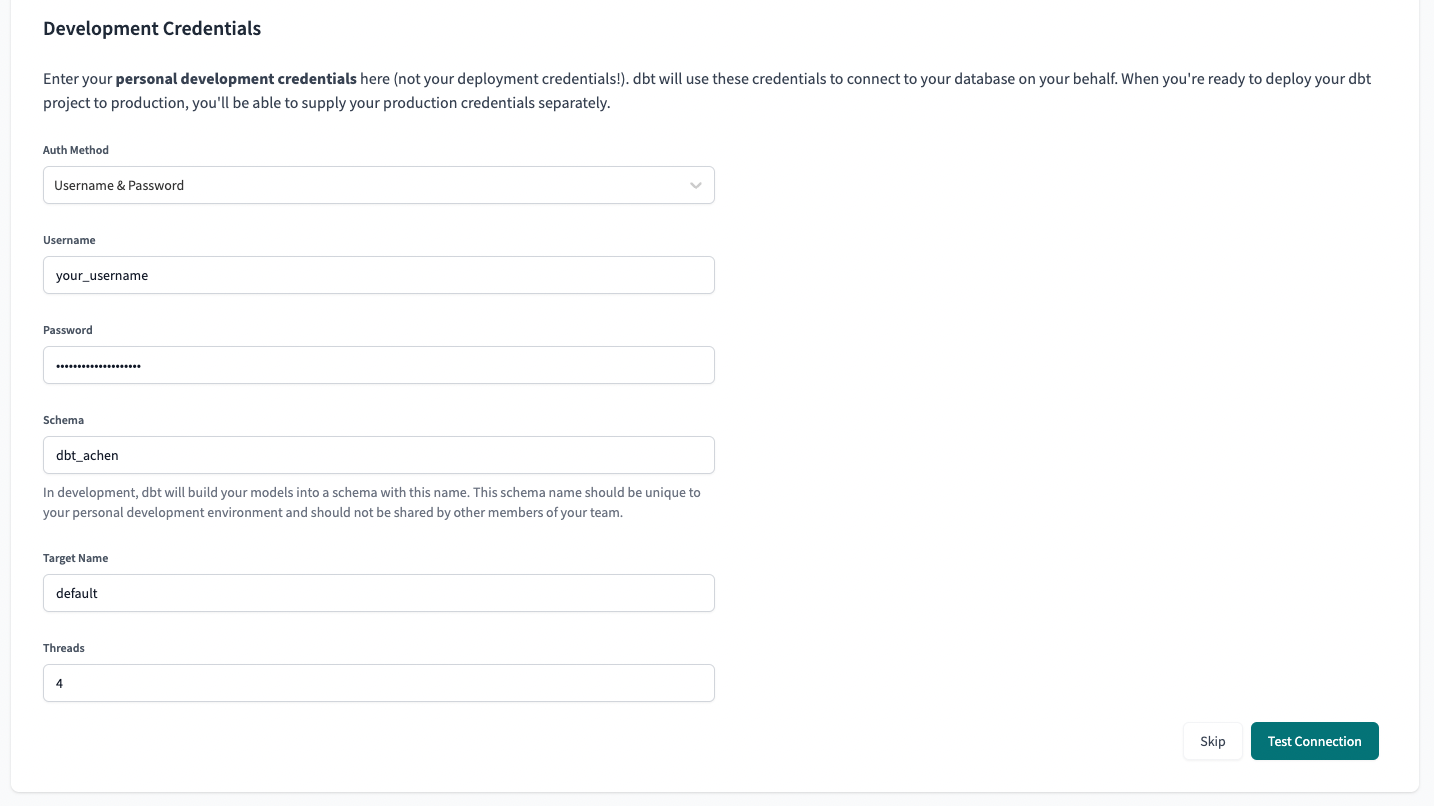 Development Credentials
Enter your personal development credentials here (not your deployment credentials!). dbt will use these credentials to connect to your database on your behalf. When you're ready to deploy your dbt
project to production, you'll be able to supply your production credentials separately.
Auth Method
Username & Password
Username
your_username
Password
••••••••••••••••••••
Schema
dbt_achen
In development, dbt will build your models into a schema with this name. This schema name should be unique to
your personal development environment and should not be shared by other members of your team.
Target Name
default
Threads
4
Skip
Test Connection